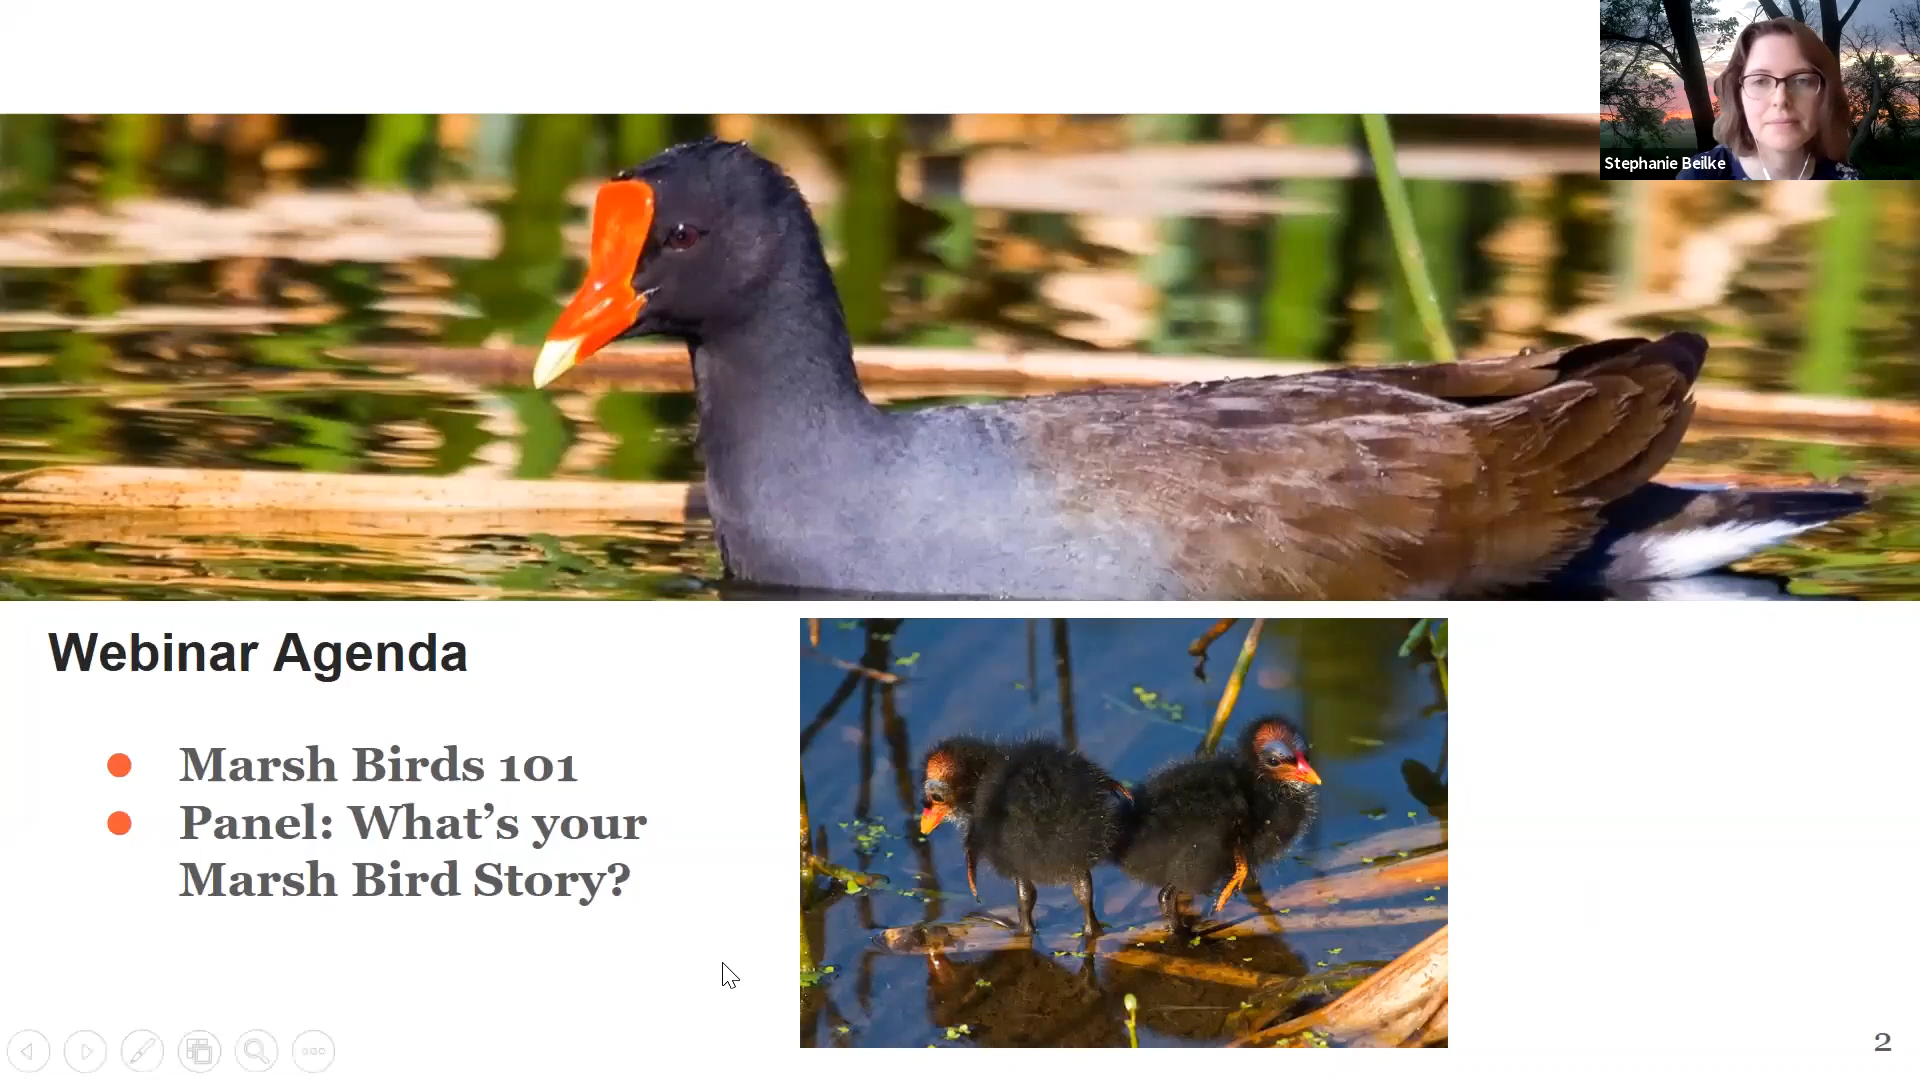 Stephanie Beilke
Webinar Agenda
Marsh Birds 101
Panel: What's your
Marsh Bird Story?
2